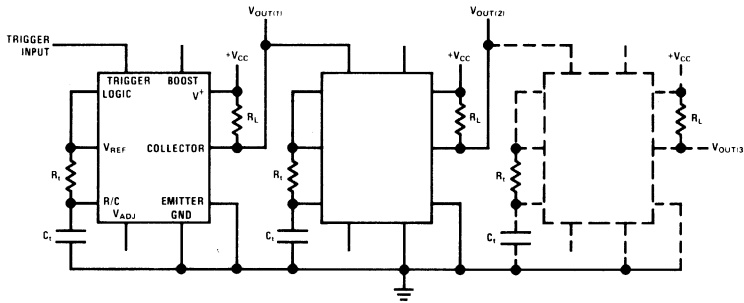 VOUT(1)
VOUT(2)
TRIGGER
INPUT
+VCC
+VCC
+VCC
TRIGGER BOOST
LOGIC V+
RL
RL
RL
VREF COLLECTOR
VOUT(3
Rt
Rt
Rt
R/C EMITTER
VADJ GND
Ct
Ct
Ct